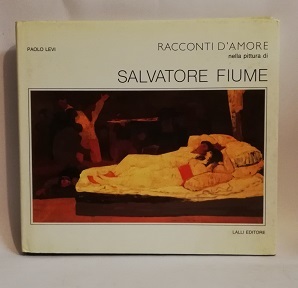 PAOLO LEVI
RACCONTI D'AMORE
nella pittura di
SALVATORE FIUME
LALLI EDITORE